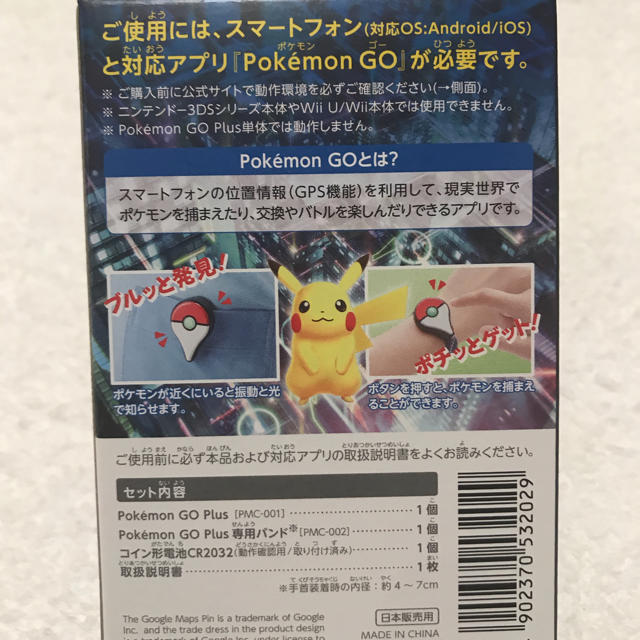 ご使用には、スマートフォン(対応OS:Android/iOS)
と対応アプリ『Pokémon GO』が必要です。
※ ご購入前に公式サイトで動作環境を必ずご確認ください(→側面)。
※ ニンテンドー3DSシリーズ本体やWii U/Wii本体では使用できません。
※ Pokémon GO Plus単体では動作しません。
Pokémon GOとは?
スマートフォンの位置情報(GPS機能)を利用して、現実世界で
ポケモンを捕まえたり、交換やバトルを楽しんだりできるアプリです。
ブルッと発見!
ポチッとゲット!
ポケモンが近くにいると振動と光
で知らせます。
ボタンを押すと、ポケモンを捕まえ
ることができます。
ご使用前に必ず本品および対応アプリの取扱説明書をよくお読みください。
セット内容
Pokémon GO Plus [PMC-001] 1個
Pokémon GO Plus 専用バンド※[PMC-002] 1個
コイン形電池CR2032(動作確認用/取り付け済み) 1個
取扱説明書 1枚
※手首装着時の内径:約4~7cm
The Google Maps Pin is a trademark of Google
Inc. and the trade dress in the product design
is a trademark of Google Inc. under license to
日本販売用
MADE IN CHINA
902370 532029